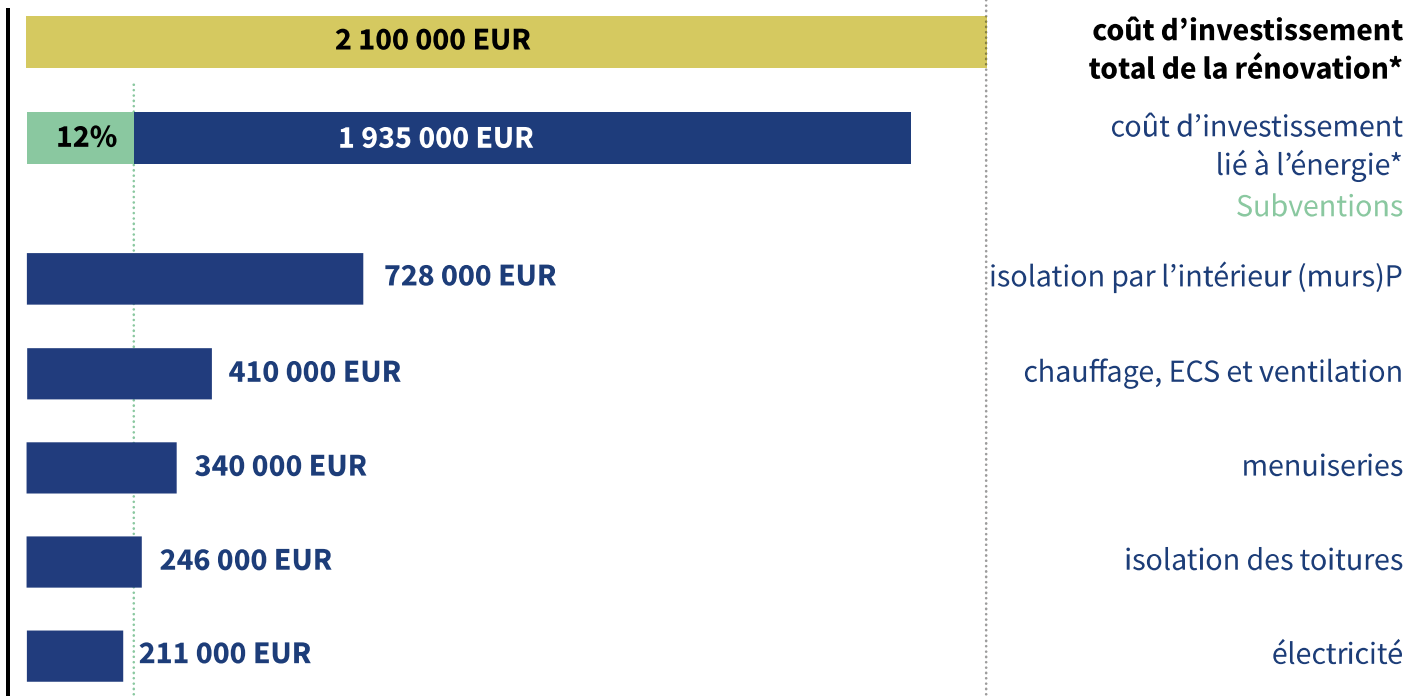 2 100 000 EUR
coût d’investissement
total de la rénovation*
12%
1 935 000 EUR
coût d’investissement
lié à l’énergie*
Subventions
728 000 EUR
isolation par l’intérieur (murs)P
410 000 EUR
chauffage, ECS et ventilation
340 000 EUR
menuiseries
246 000 EUR
isolation des toitures
211 000 EUR
électricité